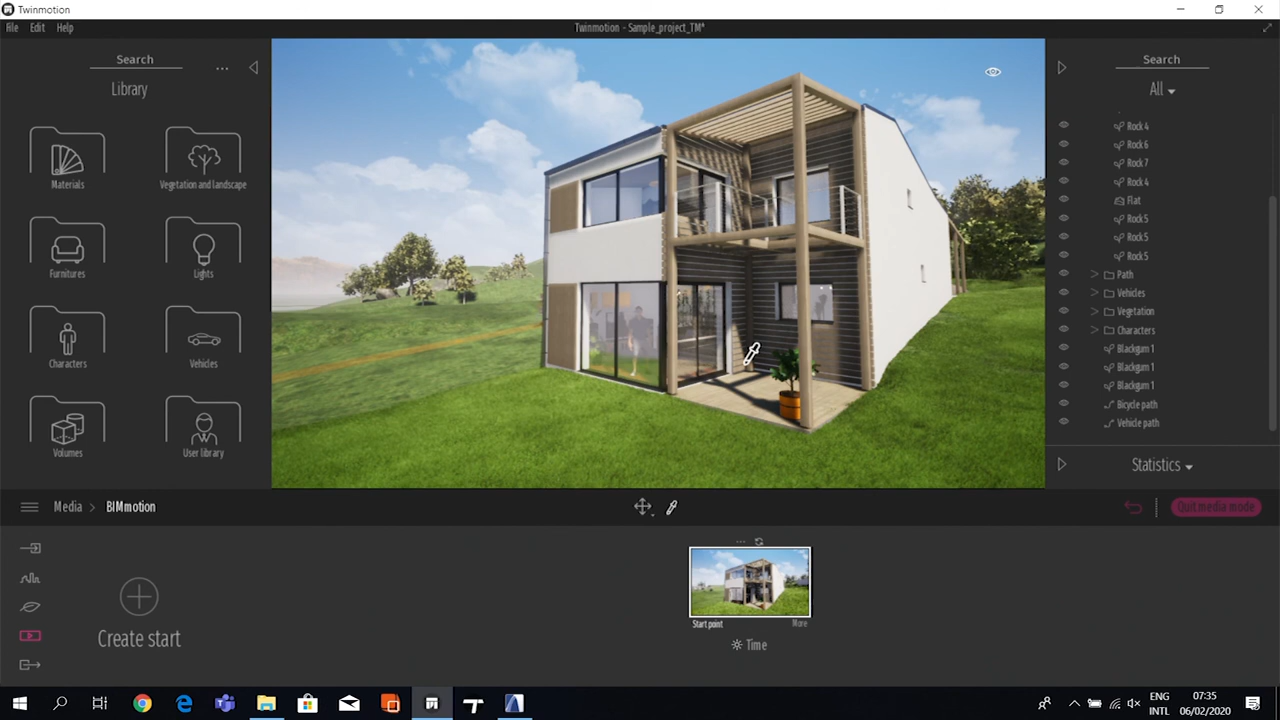 Twinmotion
File Edit Help
Twinmotion - Sample_project_TM*
Search
Library
Materials
Vegetation and landscape
Furnitures
Lights
Characters
Vehicles
Volumes
User library
Search
All
Rock 4
Rock 6
Rock 7
Rock 4
Flat
Rock 5
Rock 5
Rock 5
Path
Vehicles
Vegetation
Characters
Blackgum 1
Blackgum 1
Blackgum 1
Bicycle path
Vehicle path
Statistics
Media > BIMmotion
Quit media mode
Create start
Start point
More
Time
ENG
INTL
07:35
06/02/2020